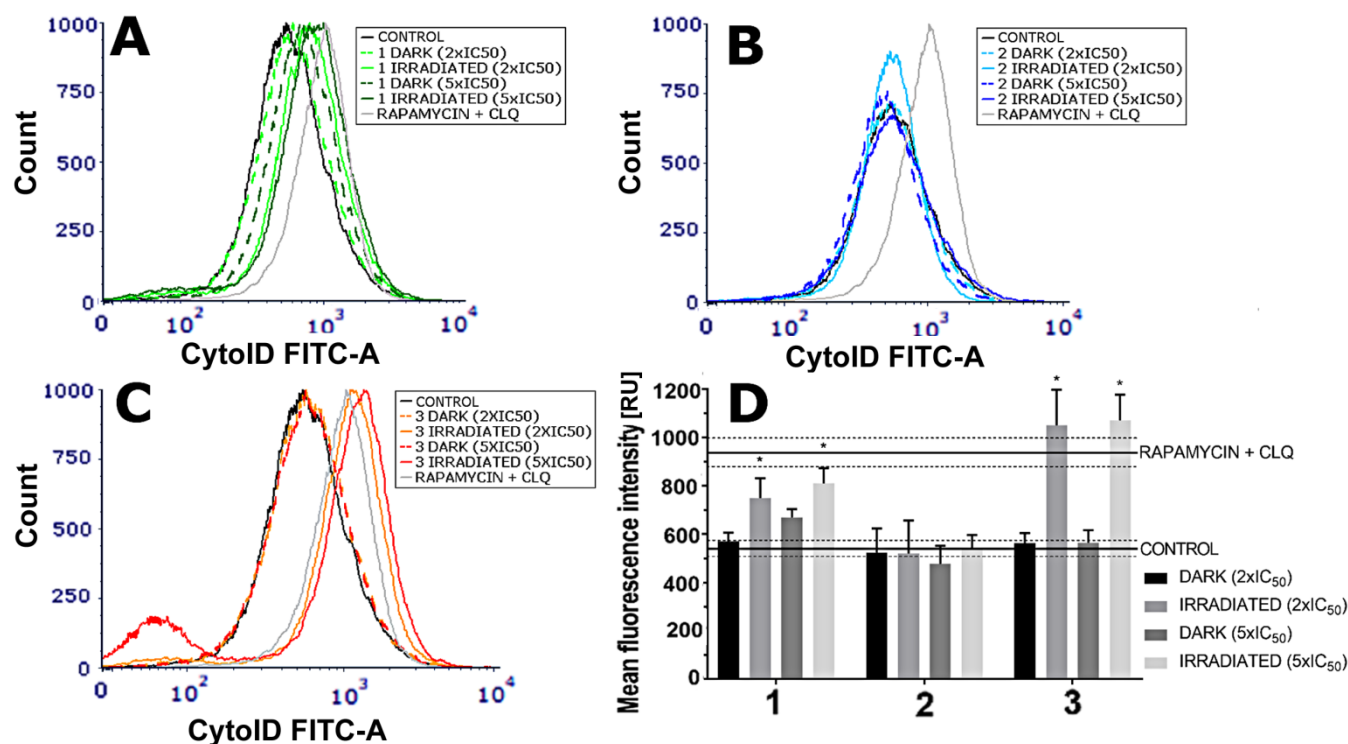 A
1000
750
500
250
0
Count
0
10²
10³
10⁴
CytoID FITC-A
CONTROL
1 DARK (2xIC50)
1 IRRADIATED (2xIC50)
1 DARK (5xIC50)
1 IRRADIATED (5xIC50)
RAPAMYCIN + CLQ
B
1000
750
500
250
0
Count
0
10²
10³
10⁴
CytoID FITC-A
CONTROL
2 DARK (2xIC50)
2 IRRADIATED (2xIC50)
2 DARK (5xIC50)
2 IRRADIATED (5xIC50)
RAPAMYCIN + CLQ
C
1000
750
500
250
0
Count
0
10²
10³
10⁴
CytoID FITC-A
CONTROL
3 DARK (2XIC50)
3 IRRADIATED (2XIC50)
3 DARK (5XIC50)
3 IRRADIATED (5XIC50)
RAPAMYCIN + CLQ
D
Mean fluorescence intensity [RU]
1200
1000
800
600
400
200
0
* * * *
RAPAMYCIN + CLQ
CONTROL
DARK (2xIC₅₀)
IRRADIATED (2xIC₅₀)
DARK (5xIC₅₀)
IRRADIATED (5xIC₅₀)
1 2 3